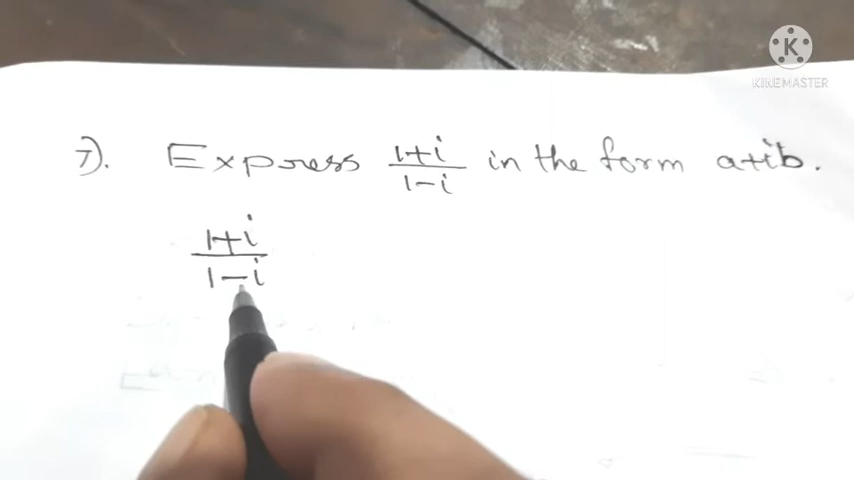 K
KINEMASTER
7). Express 1+i/1-i in the form a+ib.
1+i/1-i